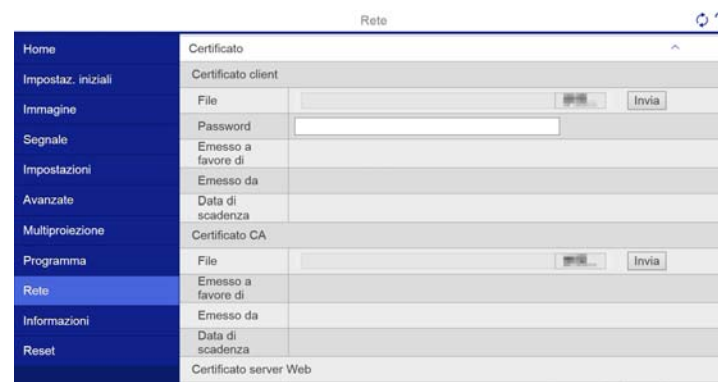 Rete
Home
Impostaz. iniziali
Immagine
Segnale
Impostazioni
Avanzate
Multiproiezione
Programma
Rete
Informazioni
Reset
Certificato
Certificato client
File
Invia
Password
Emesso a
favore di
Emesso da
Data di
scadenza
Certificato CA
File
Invia
Emesso a
favore di
Emesso da
Data di
scadenza
Certificato server Web